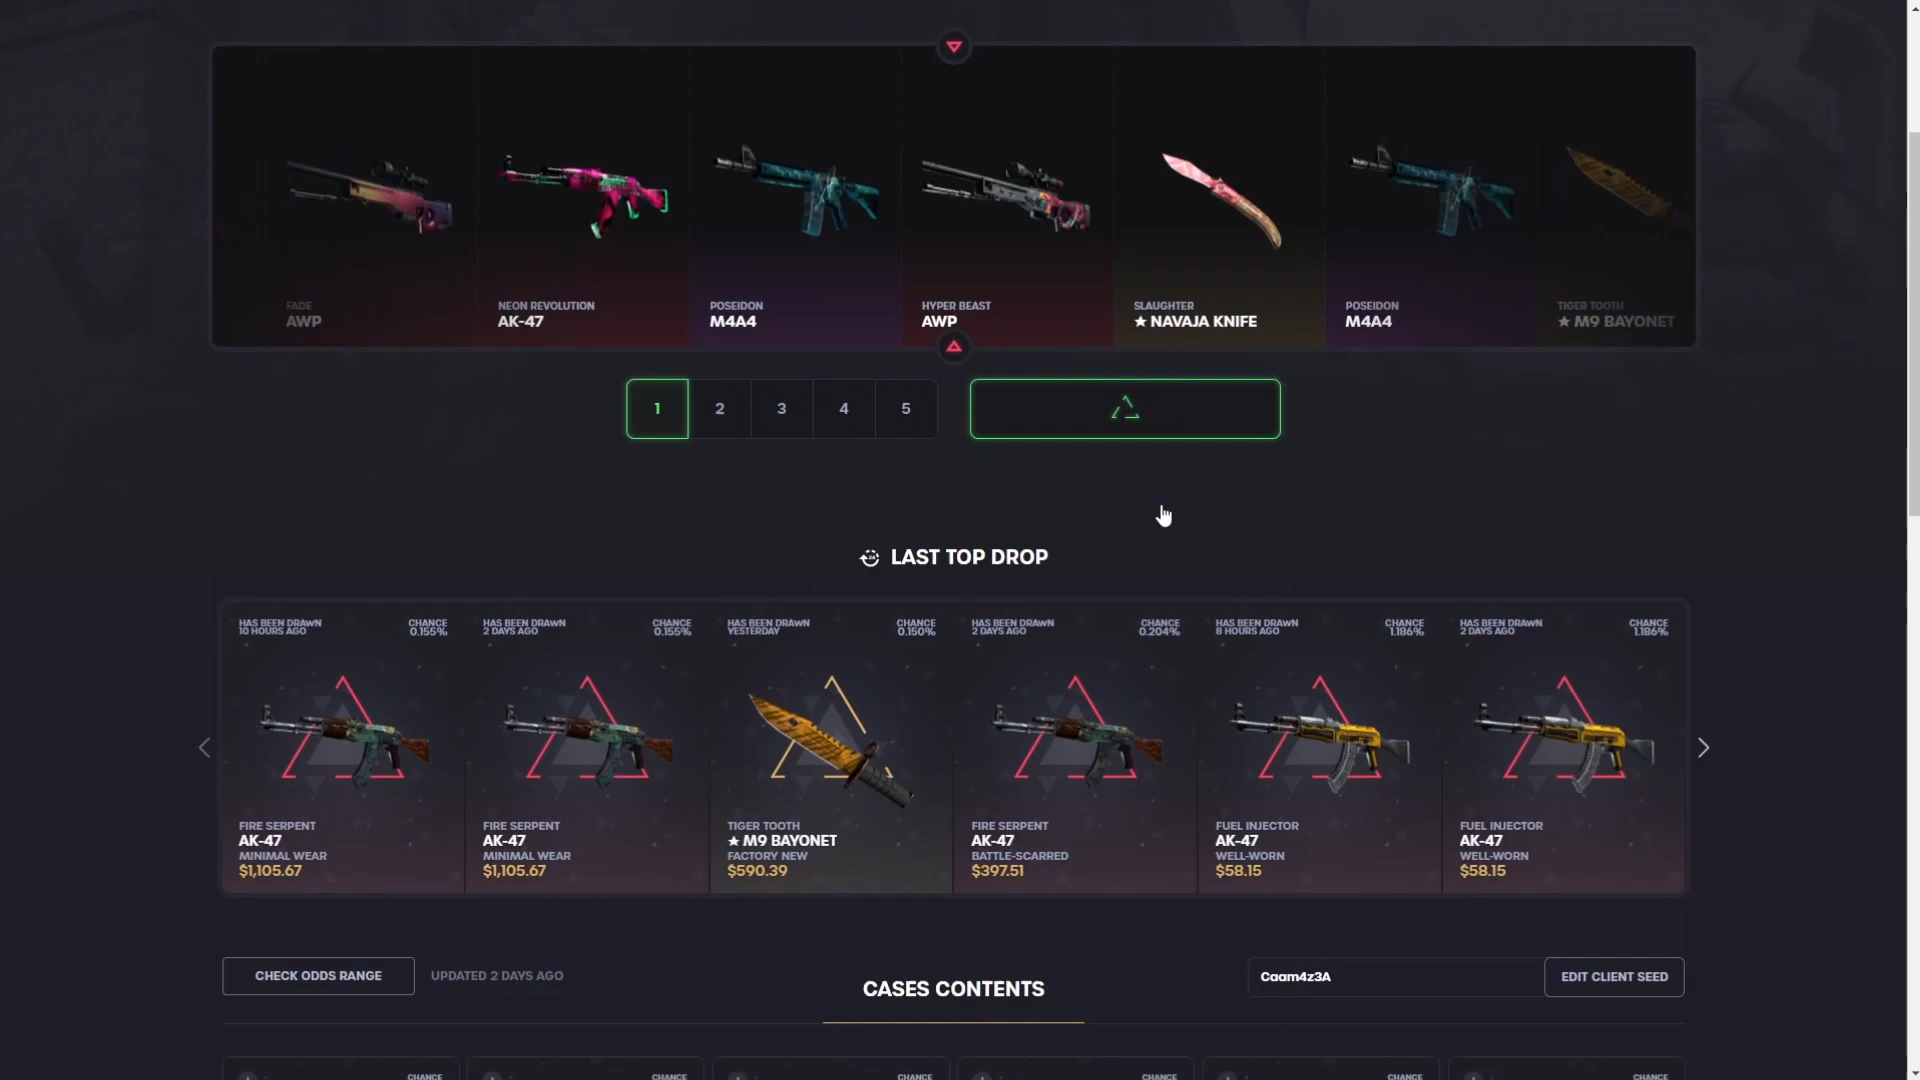 FADE
AWP
NEON REVOLUTION
AK-47
POSEIDON
M4A4
HYPER BEAST
AWP
SLAUGHTER
★ NAVAJA KNIFE
POSEIDON
M4A4
TIGER TOOTH
★ M9 BAYONET
1 2 3 4 5
LAST TOP DROP
HAS BEEN DRAWN
10 HOURS AGO
CHANCE
0.155%
FIRE SERPENT
AK-47
MINIMAL WEAR
$1,105.67
HAS BEEN DRAWN
2 DAYS AGO
CHANCE
0.155%
FIRE SERPENT
AK-47
MINIMAL WEAR
$1,105.67
HAS BEEN DRAWN
YESTERDAY
CHANCE
0.150%
TIGER TOOTH
★ M9 BAYONET
FACTORY NEW
$590.39
HAS BEEN DRAWN
2 DAYS AGO
CHANCE
0.204%
FIRE SERPENT
AK-47
BATTLE-SCARRED
$397.51
HAS BEEN DRAWN
8 HOURS AGO
CHANCE
1.186%
FUEL INJECTOR
AK-47
WELL-WORN
$58.15
HAS BEEN DRAWN
2 DAYS AGO
CHANCE
1.186%
FUEL INJECTOR
AK-47
WELL-WORN
$58.15
CHECK ODDS RANGE
UPDATED 2 DAYS AGO
CASES CONTENTS
Caam4z3A
EDIT CLIENT SEED
CHANCE
CHANCE
CHANCE
CHANCE
CHANCE
CHANCE